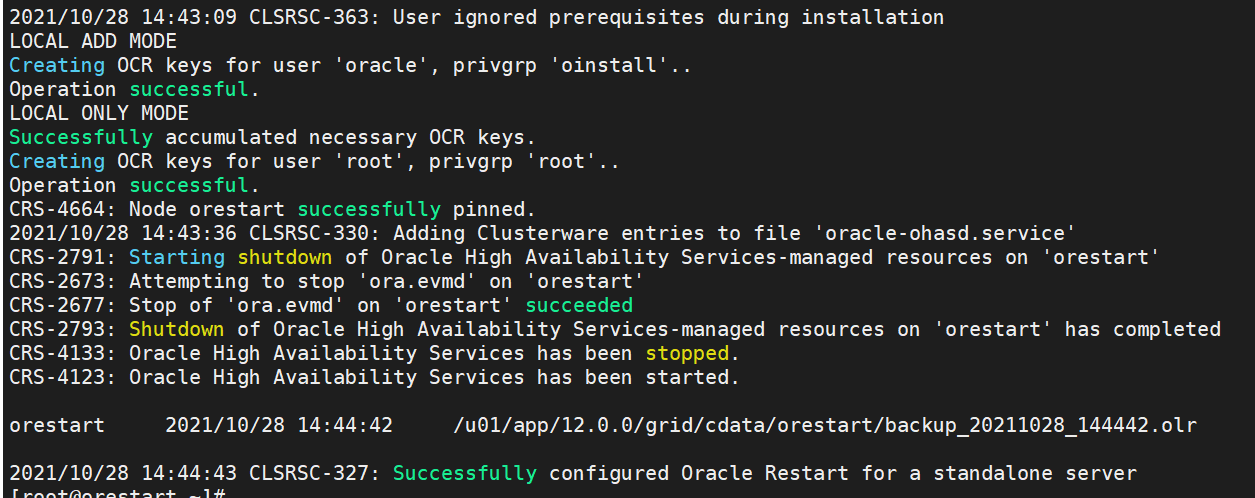 2021/10/28 14:43:09 CLSRSC-363: User ignored prerequisites during installation
LOCAL ADD MODE
Creating OCR keys for user 'oracle', privgrp 'oinstall'..
Operation successful.
LOCAL ONLY MODE
Successfully accumulated necessary OCR keys.
Creating OCR keys for user 'root', privgrp 'root'..
Operation successful.
CRS-4664: Node orestart successfully pinned.
2021/10/28 14:43:36 CLSRSC-330: Adding Clusterware entries to file 'oracle-ohasd.service'
CRS-2791: Starting shutdown of Oracle High Availability Services-managed resources on 'orestart'
CRS-2673: Attempting to stop 'ora.evmd' on 'orestart'
CRS-2677: Stop of 'ora.evmd' on 'orestart' succeeded
CRS-2793: Shutdown of Oracle High Availability Services-managed resources on 'orestart' has completed
CRS-4133: Oracle High Availability Services has been stopped.
CRS-4123: Oracle High Availability Services has been started.
orestart     2021/10/28 14:44:42     /u01/app/12.0.0/grid/cdata/orestart/backup_20211028_144442.olr
2021/10/28 14:44:43 CLSRSC-327: Successfully configured Oracle Restart for a standalone server
[root@orestart ~]#